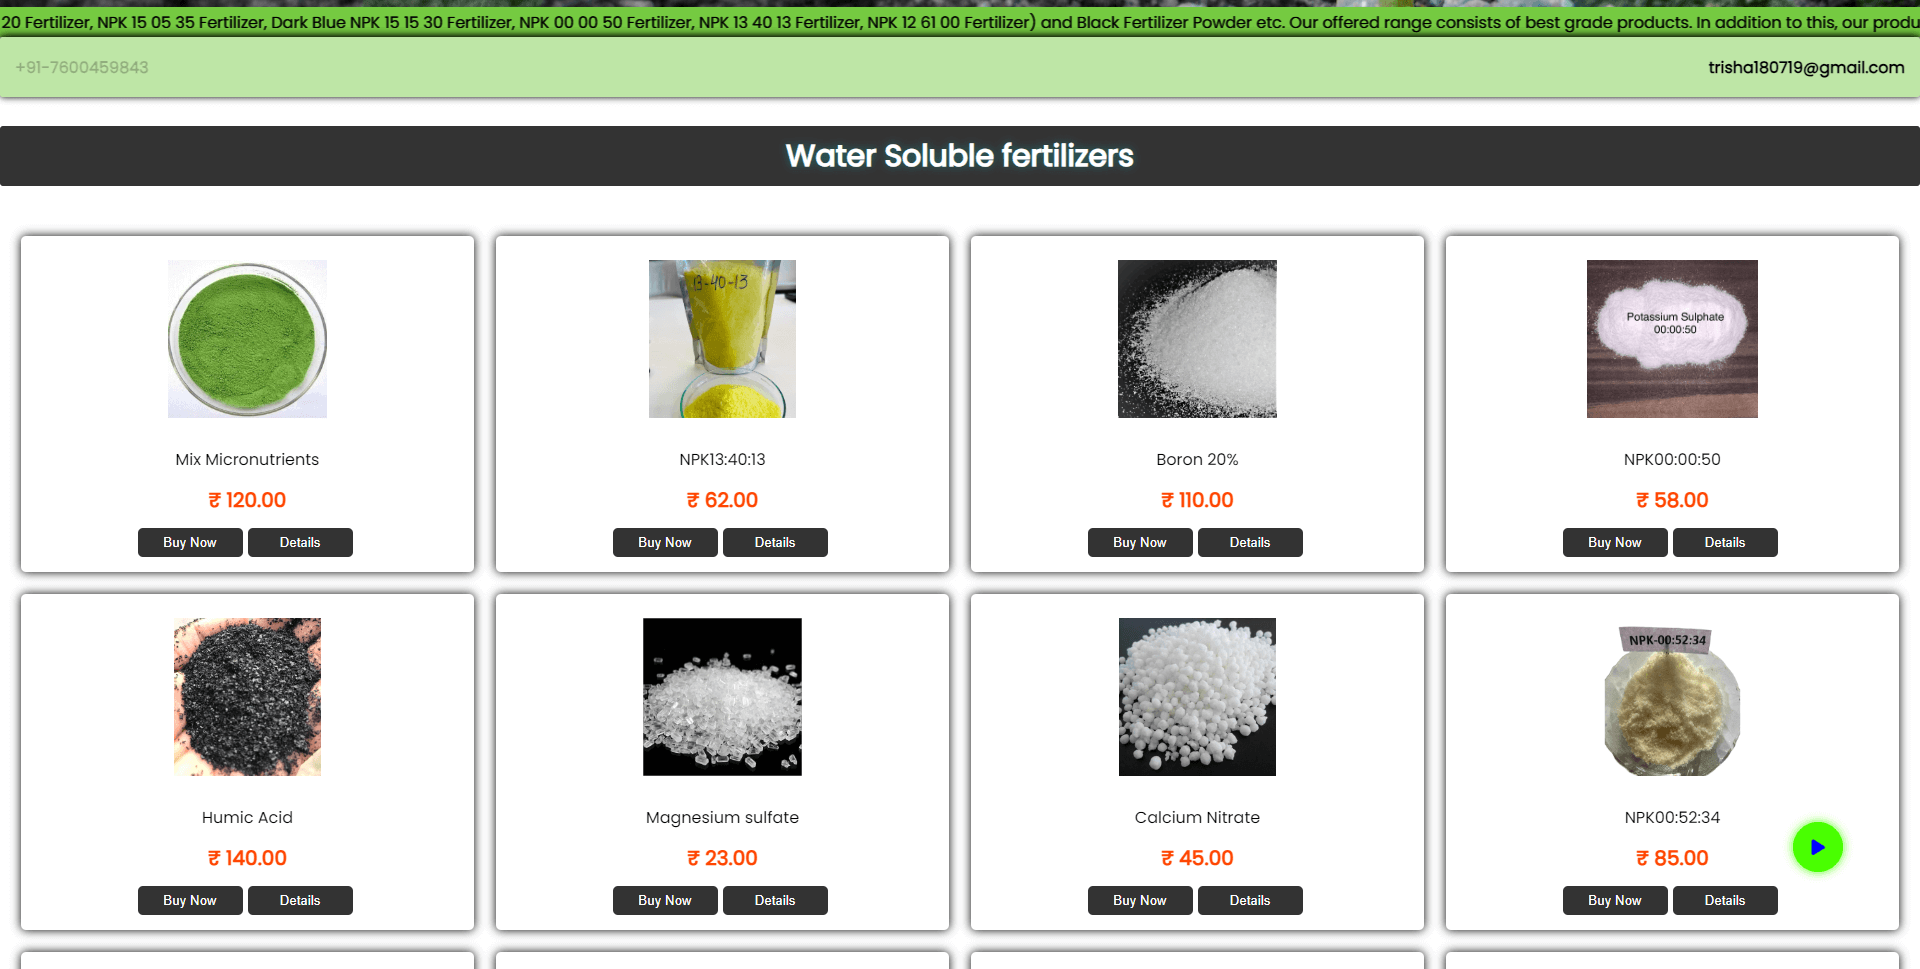 20 Fertilizer, NPK 15 05 35 Fertilizer, Dark Blue NPK 15 15 30 Fertilizer, NPK 00 00 50 Fertilizer, NPK 13 40 13 Fertilizer, NPK 12 61 00 Fertilizer) and Black Fertilizer Powder etc. Our offered range consists of best grade products. In addition to this, our produ
+91-7600459843
trisha180719@gmail.com
Water Soluble fertilizers
13-40-13
Potassium Sulphate
00:00:50
Mix Micronutrients
NPK13:40:13
Boron 20%
NPK00:00:50
₹ 120.00
₹ 62.00
₹ 110.00
₹ 58.00
Buy Now Details
Buy Now Details
Buy Now Details
Buy Now Details
NPK-00:52:34
Humic Acid
Magnesium sulfate
Calcium Nitrate
NPK00:52:34
₹ 140.00
₹ 23.00
₹ 45.00
₹ 85.00
Buy Now Details
Buy Now Details
Buy Now Details
Buy Now Details